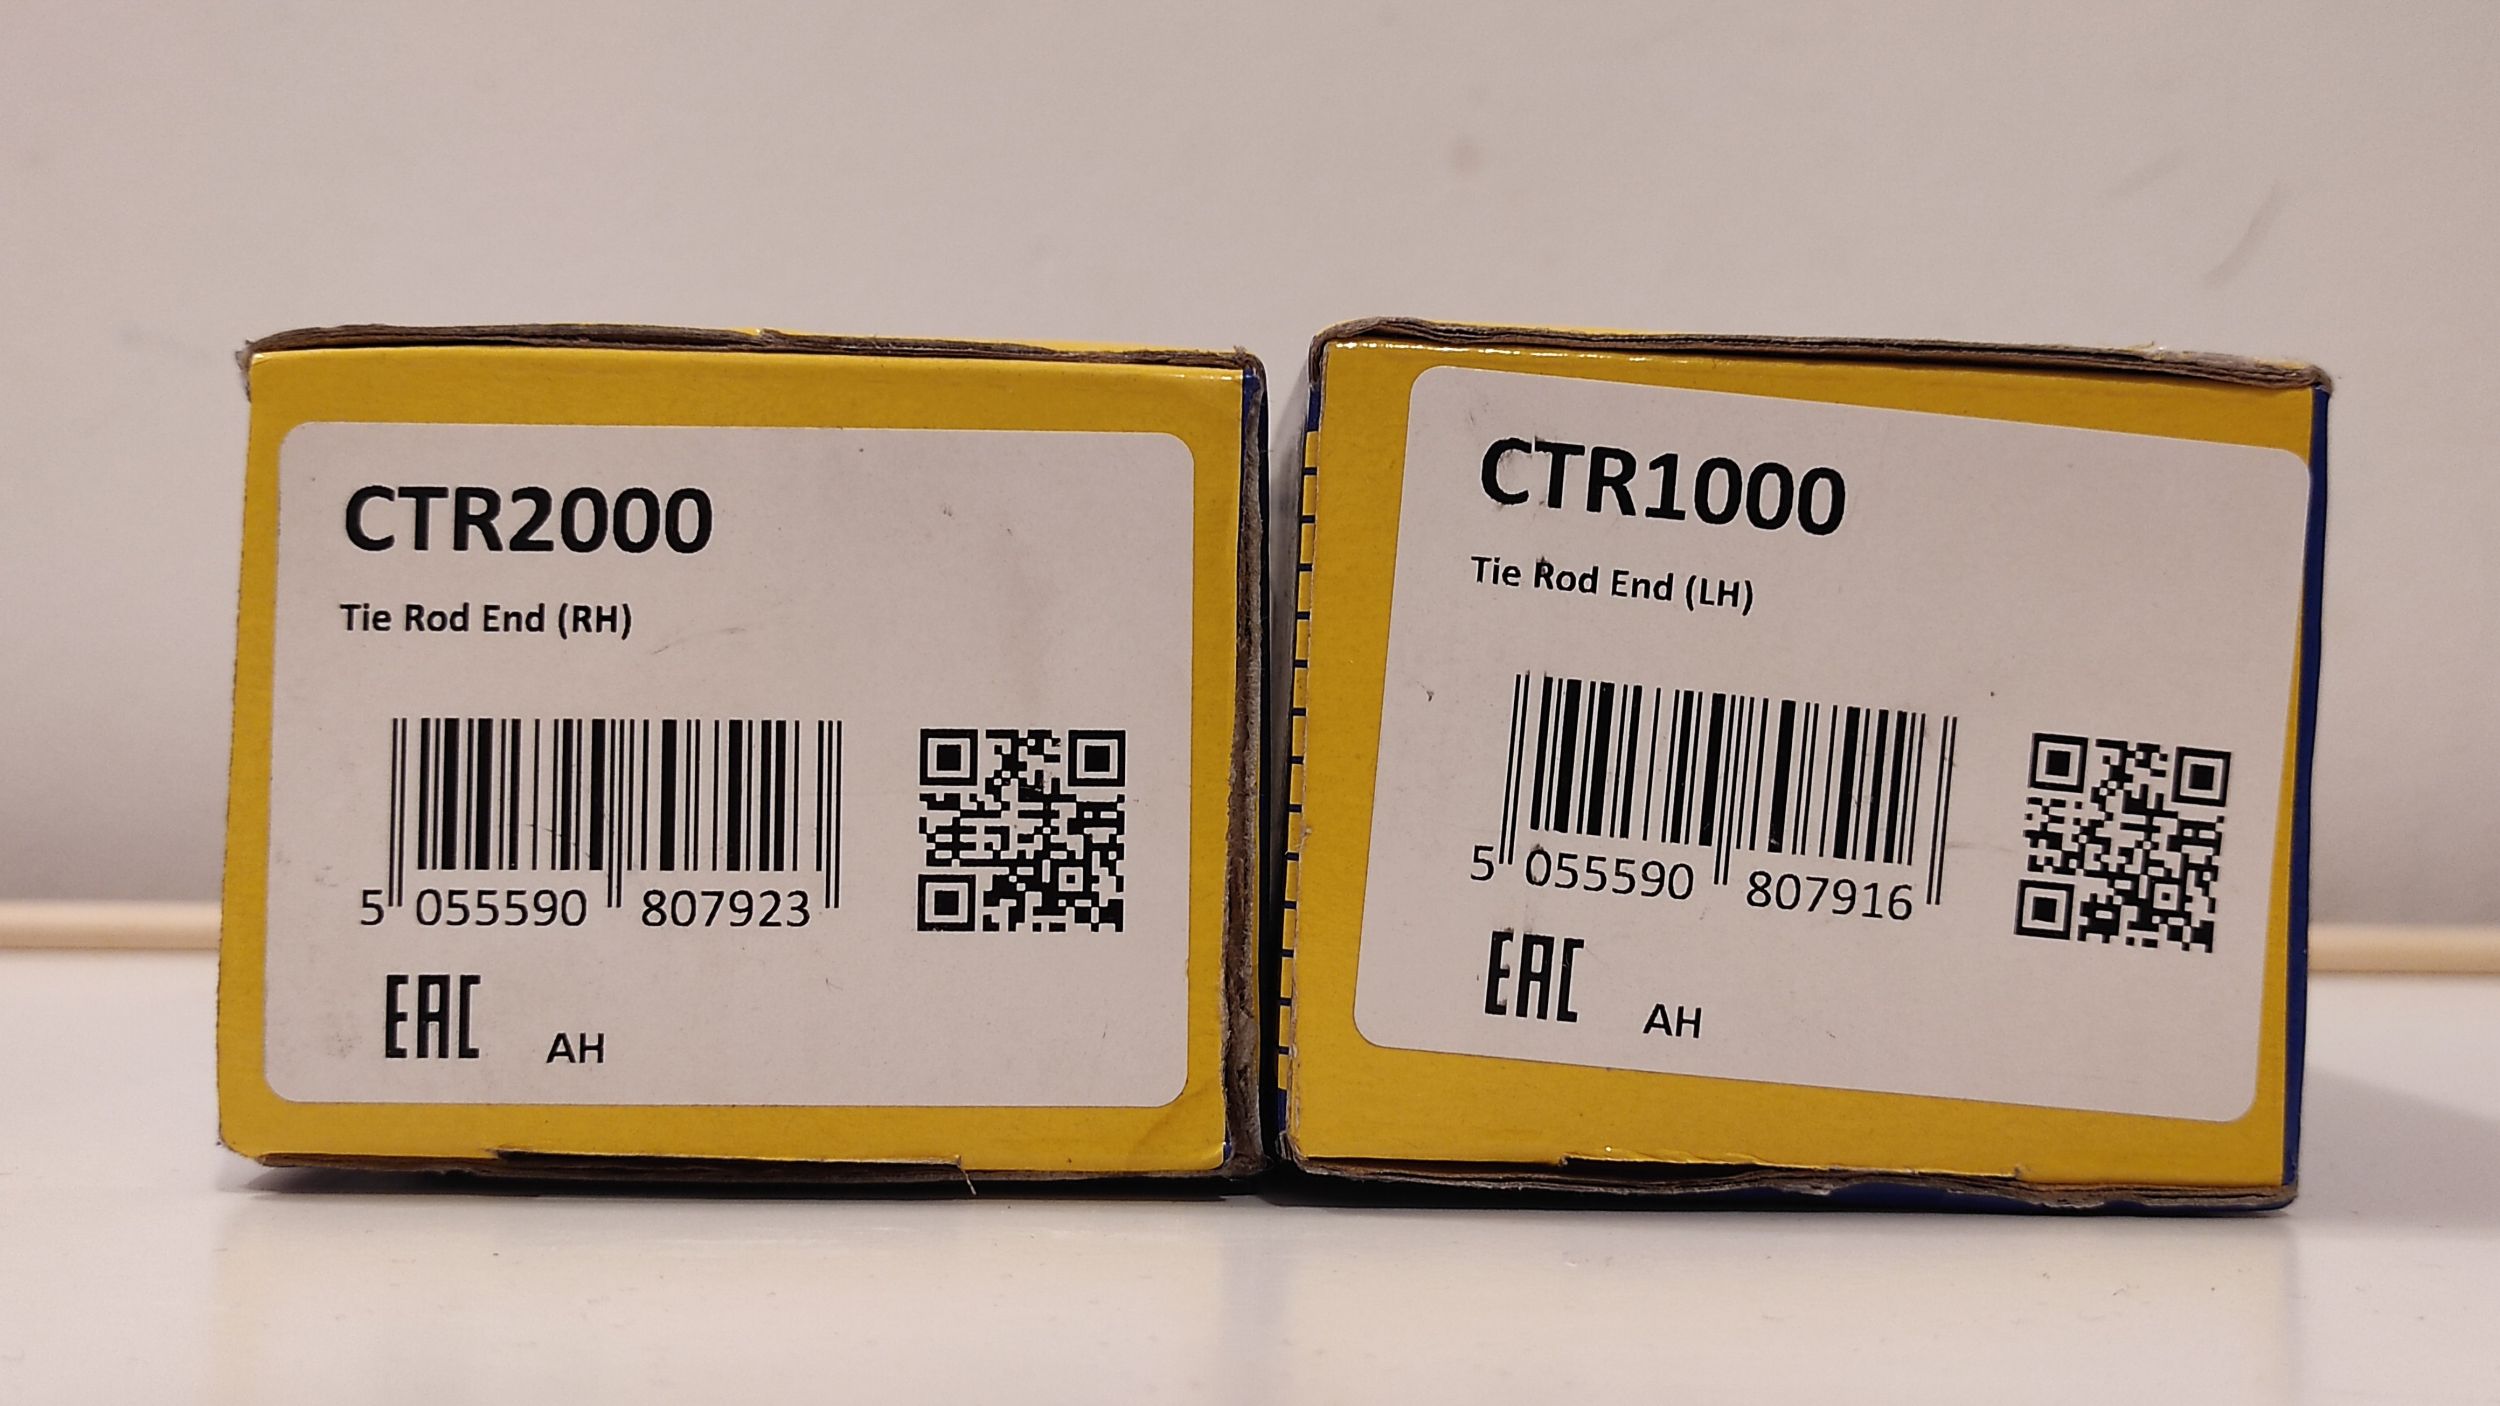 CTR2000
Tie Rod End (RH)
5 055590 807923
EAC AH
CTR1000
Tie Rod End (LH)
5 055590 807916
EAC AH